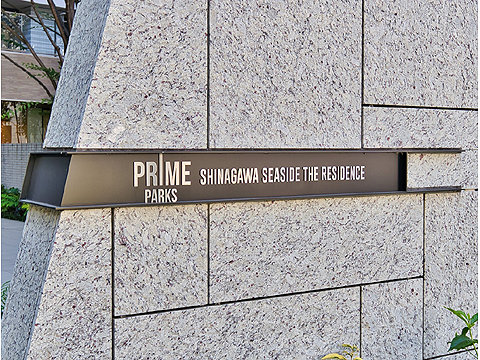 PRIME
PARKS
SHINAGAWA SEASIDE THE RESIDENCE